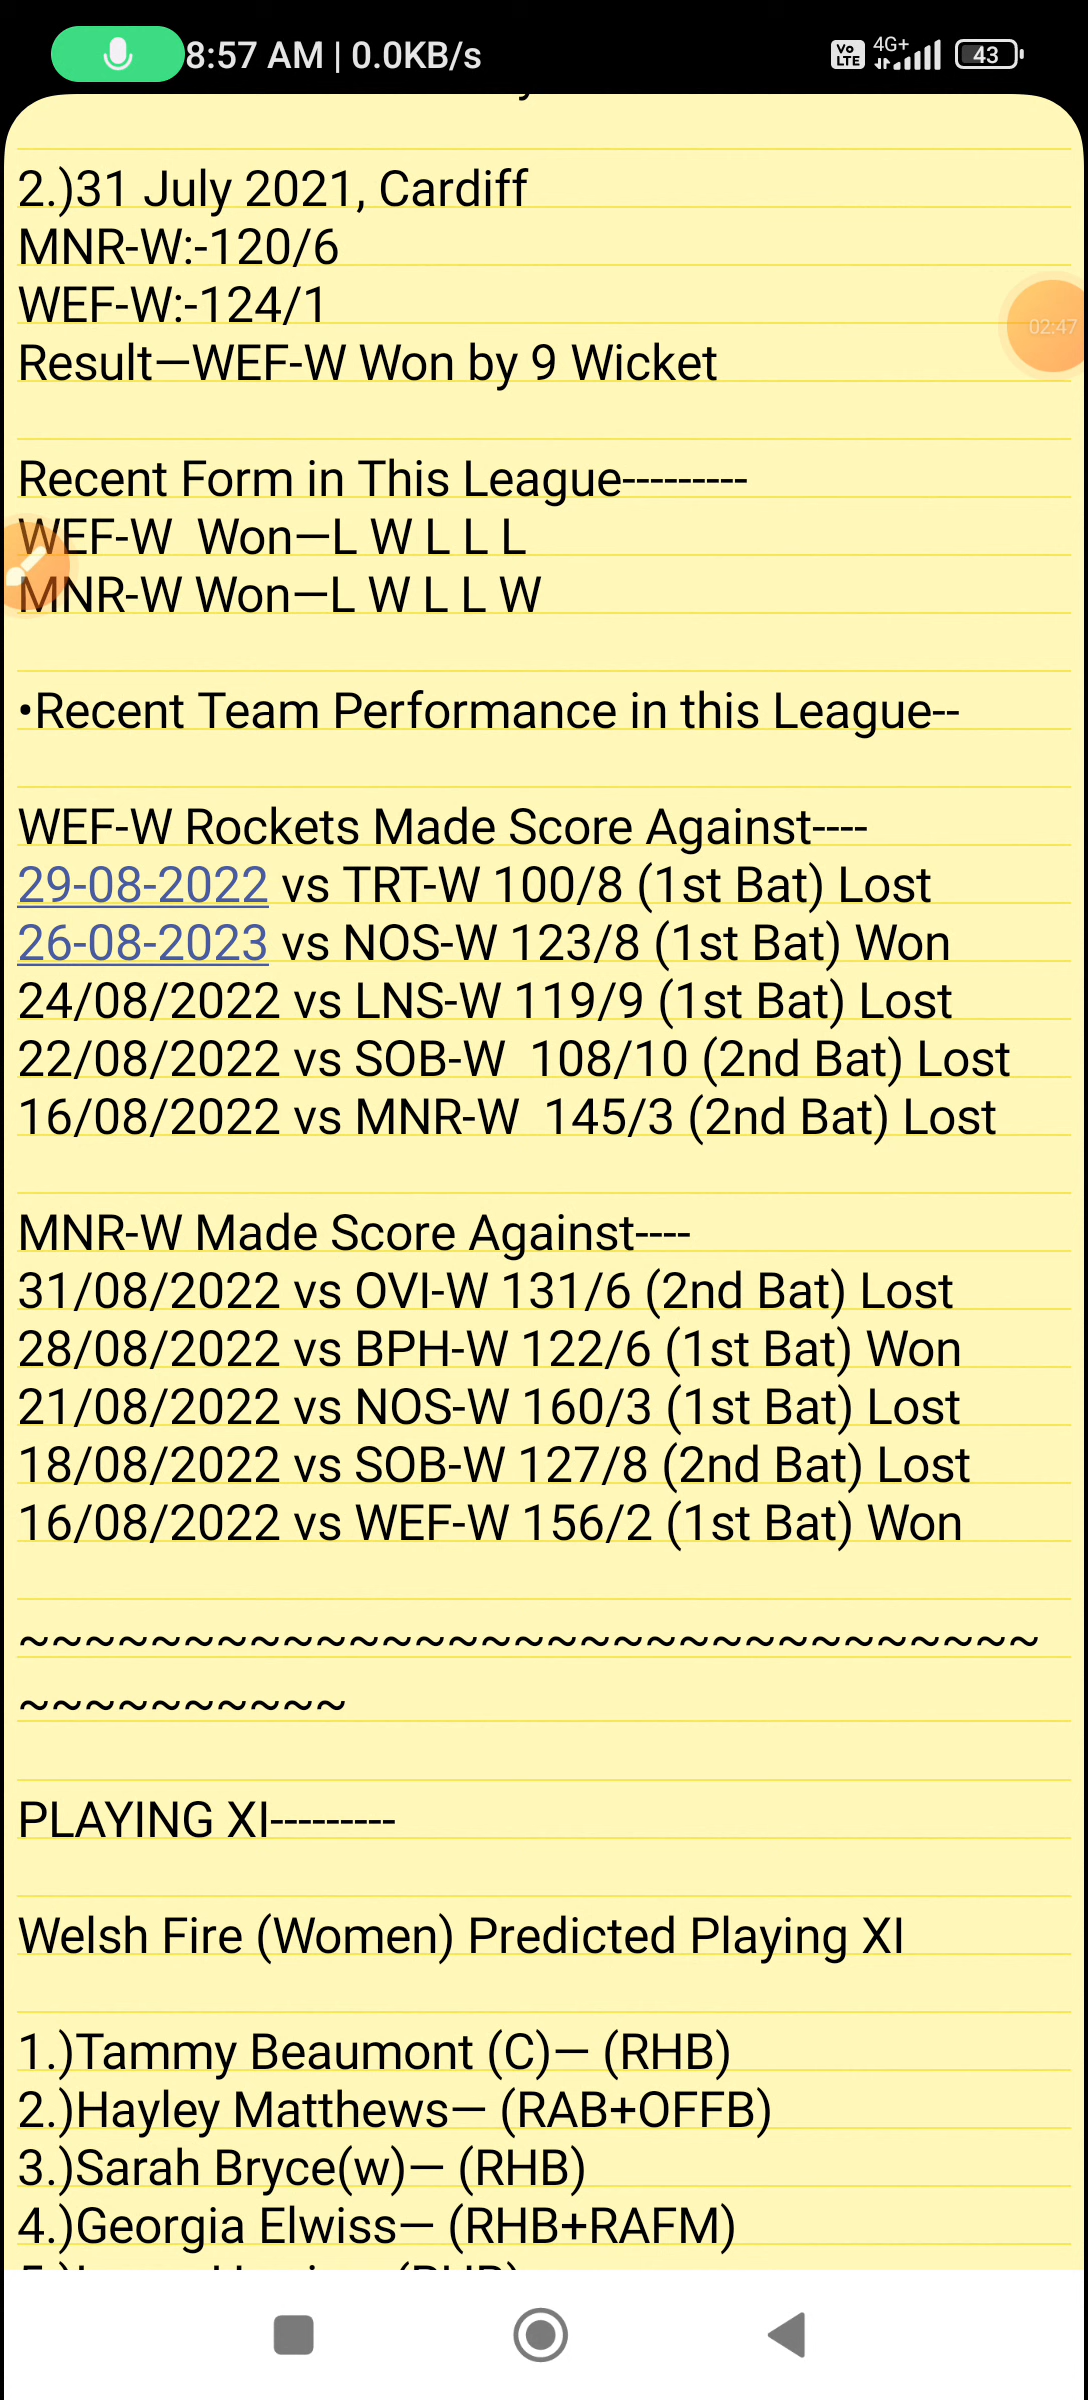 8:57 AM | 0.0KB/s
Vo LTE 4G+ 43
2.)31 July 2021, Cardiff
MNR-W:-120/6
WEF-W:-124/1
02:47
Result—WEF-W Won by 9 Wicket
Recent Form in This League---------
WEF-W  Won—L W L L L
MNR-W Won—L W L L W
•Recent Team Performance in this League--
WEF-W Rockets Made Score Against----
29-08-2022 vs TRT-W 100/8 (1st Bat) Lost
26-08-2023 vs NOS-W 123/8 (1st Bat) Won
24/08/2022 vs LNS-W 119/9 (1st Bat) Lost
22/08/2022 vs SOB-W  108/10 (2nd Bat) Lost
16/08/2022 vs MNR-W  145/3 (2nd Bat) Lost
MNR-W Made Score Against----
31/08/2022 vs OVI-W 131/6 (2nd Bat) Lost
28/08/2022 vs BPH-W 122/6 (1st Bat) Won
21/08/2022 vs NOS-W 160/3 (1st Bat) Lost
18/08/2022 vs SOB-W 127/8 (2nd Bat) Lost
16/08/2022 vs WEF-W 156/2 (1st Bat) Won
~~~~~~~~~~~~~~~~~~~~~~~~~~~~~~~
~~~~~~~~~~
PLAYING XI---------
Welsh Fire (Women) Predicted Playing XI
1.)Tammy Beaumont (C)— (RHB)
2.)Hayley Matthews— (RAB+OFFB)
3.)Sarah Bryce(w)— (RHB)
4.)Georgia Elwiss— (RHB+RAFM)